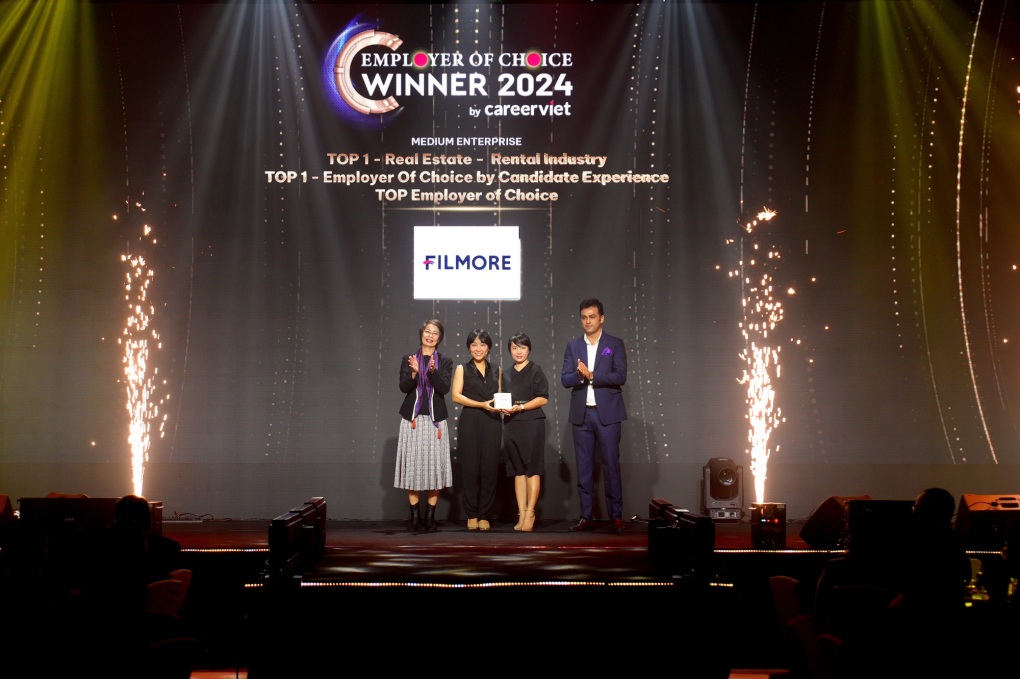 EMPLOYER OF CHOICE
WINNER 2024
by careerviet
MEDIUM ENTERPRISE
TOP 1 - Real Estate - Rental Industry
TOP 1 - Employer Of Choice by Candidate Experience
TOP Employer of Choice
FILMORE